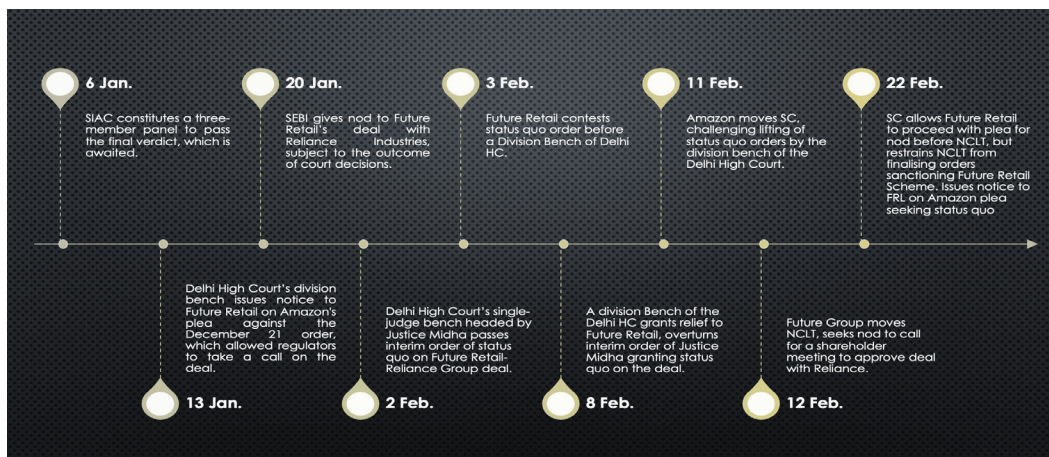 6 Jan.
SIAC constitutes a three-
member panel to pass
the final verdict, which is
awaited.
20 Jan.
SEBI gives nod to Future
Retail's deal with
Reliance Industries,
subject to the outcome
of court decisions.
3 Feb.
Future Retail contests
status quo order before
a Division Bench of Delhi
HC.
11 Feb.
Amazon moves SC,
challenging lifting of
status quo orders by the
division bench of the
Delhi High Court.
22 Feb.
SC allows Future Retail
to proceed with plea for
nod before NCLT, but
restrains NCLT from
finalising orders
sanctioning Future Retail
Scheme. Issues notice to
FRL on Amazon plea
seeking status quo
Delhi High Court's division
bench issues notice to
Future Retail on Amazon's
plea against the
December 21 order,
which allowed regulators
to take a call on the
deal.
13 Jan.
Delhi High Court's single-
judge bench headed by
Justice Midha passes
interim order of status
quo on Future Retail-
Reliance Group deal.
2 Feb.
A division Bench of the
Delhi HC grants relief to
Future Retail, overturns
interim order of Justice
Midha granting status
quo on the deal.
8 Feb.
Future Group moves
NCLT, seeks nod to call
for a shareholder
meeting to approve deal
with Reliance.
12 Feb.